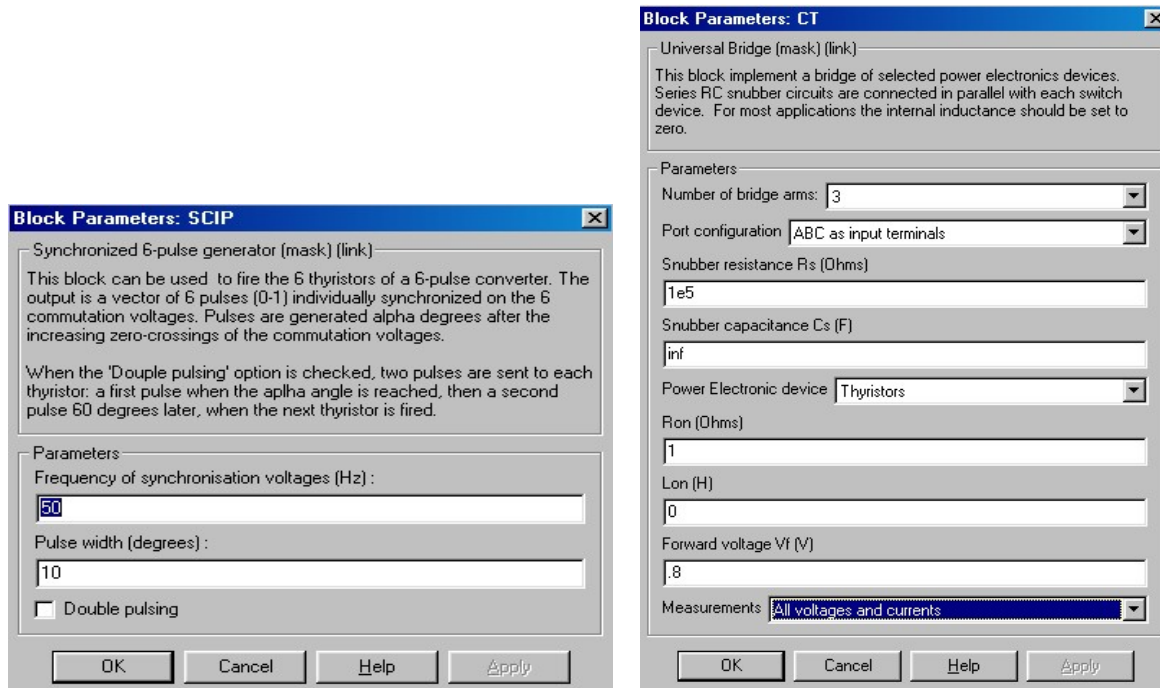 Block Parameters: SCIP
Synchronized 6-pulse generator (mask) (link)
This block can be used to fire the 6 thyristors of a 6-pulse converter. The
output is a vector of 6 pulses (0-1) individually synchronized on the 6
commutation voltages. Pulses are generated alpha degrees after the
increasing zero-crossings of the commutation voltages.
When the 'Douple pulsing' option is checked, two pulses are sent to each
thyristor: a first pulse when the aplha angle is reached, then a second
pulse 60 degrees later, when the next thyristor is fired.
Parameters
Frequency of synchronisation voltages (Hz) :
50
Pulse width (degrees) :
10
Double pulsing
OK Cancel Help Apply
Block Parameters: CT
Universal Bridge (mask) (link)
This block implement a bridge of selected power electronics devices.
Series RC snubber circuits are connected in parallel with each switch
device. For most applications the internal inductance should be set to
zero.
Parameters
Number of bridge arms: 3
Port configuration ABC as input terminals
Snubber resistance Rs (Ohms)
1e5
Snubber capacitance Cs (F)
inf
Power Electronic device Thyristors
Ron (Ohms)
1
Lon (H)
0
Forward voltage Vf (V)
.8
Measurements All voltages and currents
OK Cancel Help Apply